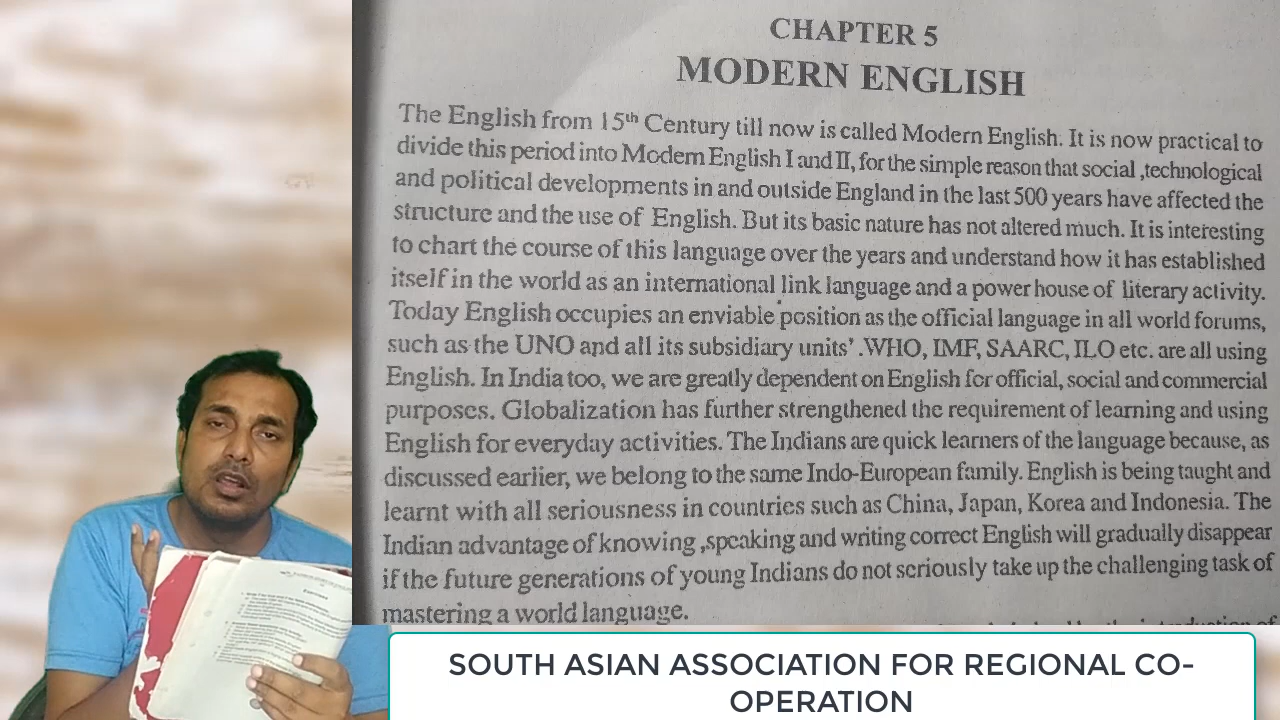 CHAPTER 5
MODERN ENGLISH
The English from 15th Century till now is called Modern English. It is now practical to
divide this period into Modern English I and II, for the simple reason that social ,technological
and political developments in and outside England in the last 500 years have affected the
structure and the use of English. But its basic nature has not altered much. It is interesting
to chart the course of this language over the years and understand how it has established
itself in the world as an international link language and a power house of literary activity.
Today English occupies an enviable position as the official language in all world forums,
such as the UNO and all its subsidiary units' .WHO, IMF, SAARC, ILO etc. are all using
English. In India too, we are greatly dependent on English for official, social and commercial
purposes. Globalization has further strengthened the requirement of learning and using
English for everyday activities. The Indians are quick learners of the language because, as
discussed earlier, we belong to the same Indo-European family. English is being taught and
learnt with all seriousness in countries such as China, Japan, Korea and Indonesia. The
Indian advantage of knowing ,speaking and writing correct English will gradually disappear
if the future generations of young Indians do not seriously take up the challenging task of
mastering a world language.
SOUTH ASIAN ASSOCIATION FOR REGIONAL CO-
OPERATION